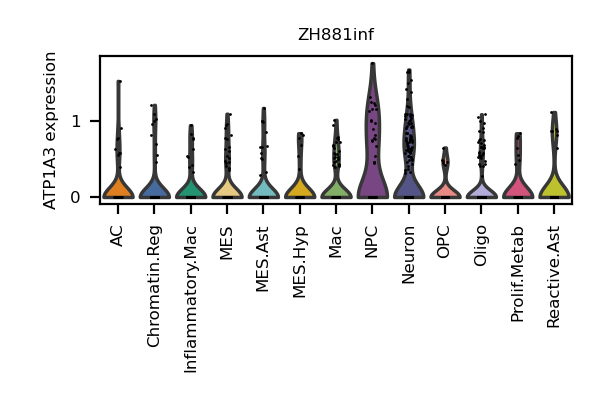 ZH881inf
ATP1A3 expression
1
0
AC
Chromatin.Reg
Inflammatory.Mac
MES
MES.Ast
MES.Hyp
Mac
NPC
Neuron
OPC
Oligo
Prolif.Metab
Reactive.Ast